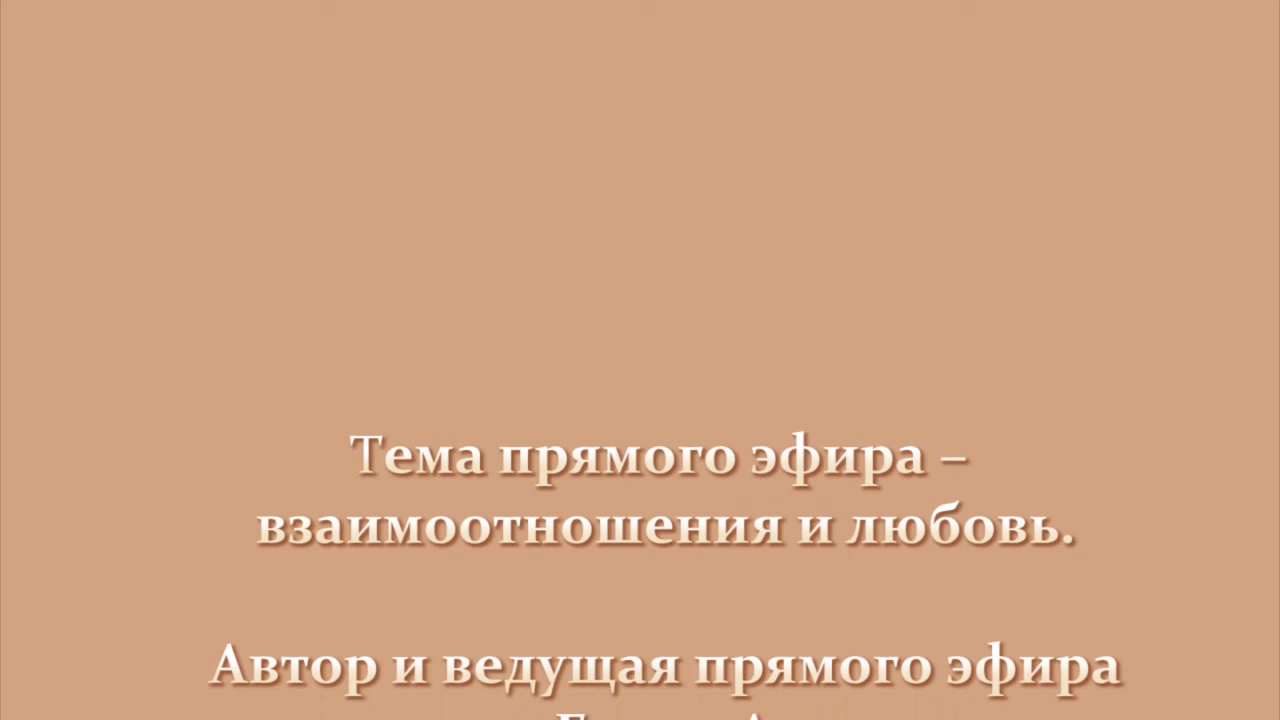 Тема прямого эфира –
взаимоотношения и любовь.
Автор и ведущая прямого эфира